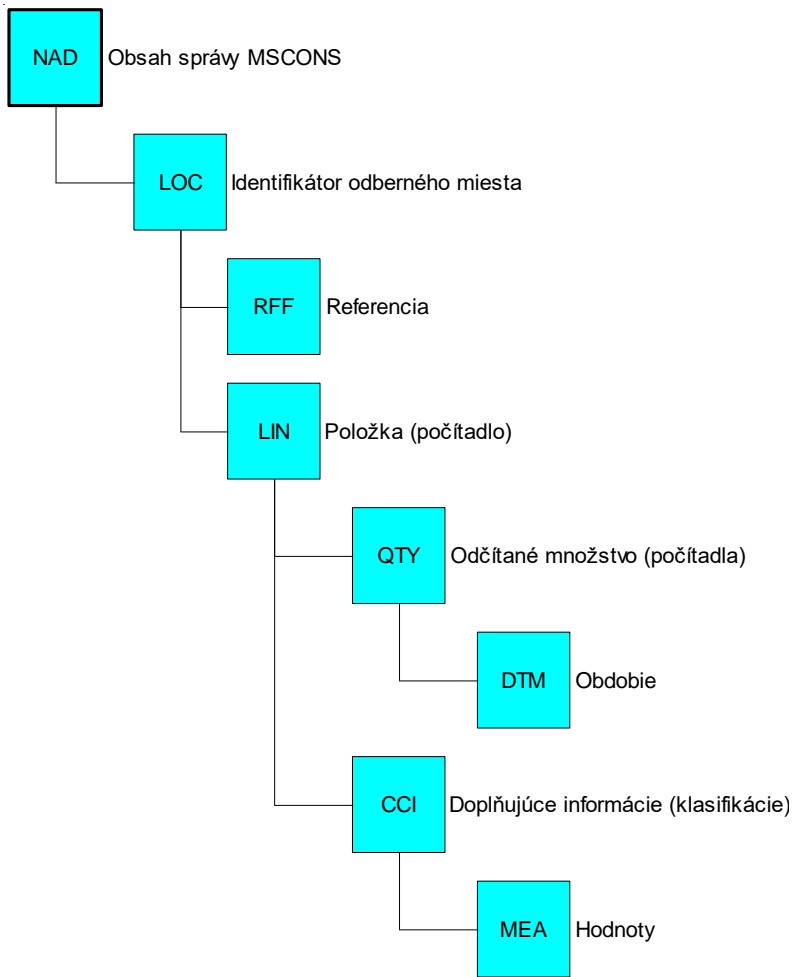 NAD Obsah správy MSCONS
LOC Identifikátor odberného miesta
RFF Referencia
LIN Položka (počítadlo)
QTY Odčítané množstvo (počítadla)
DTM Obdobie
CCI Doplňujúce informácie (klasifikácie)
MEA Hodnoty